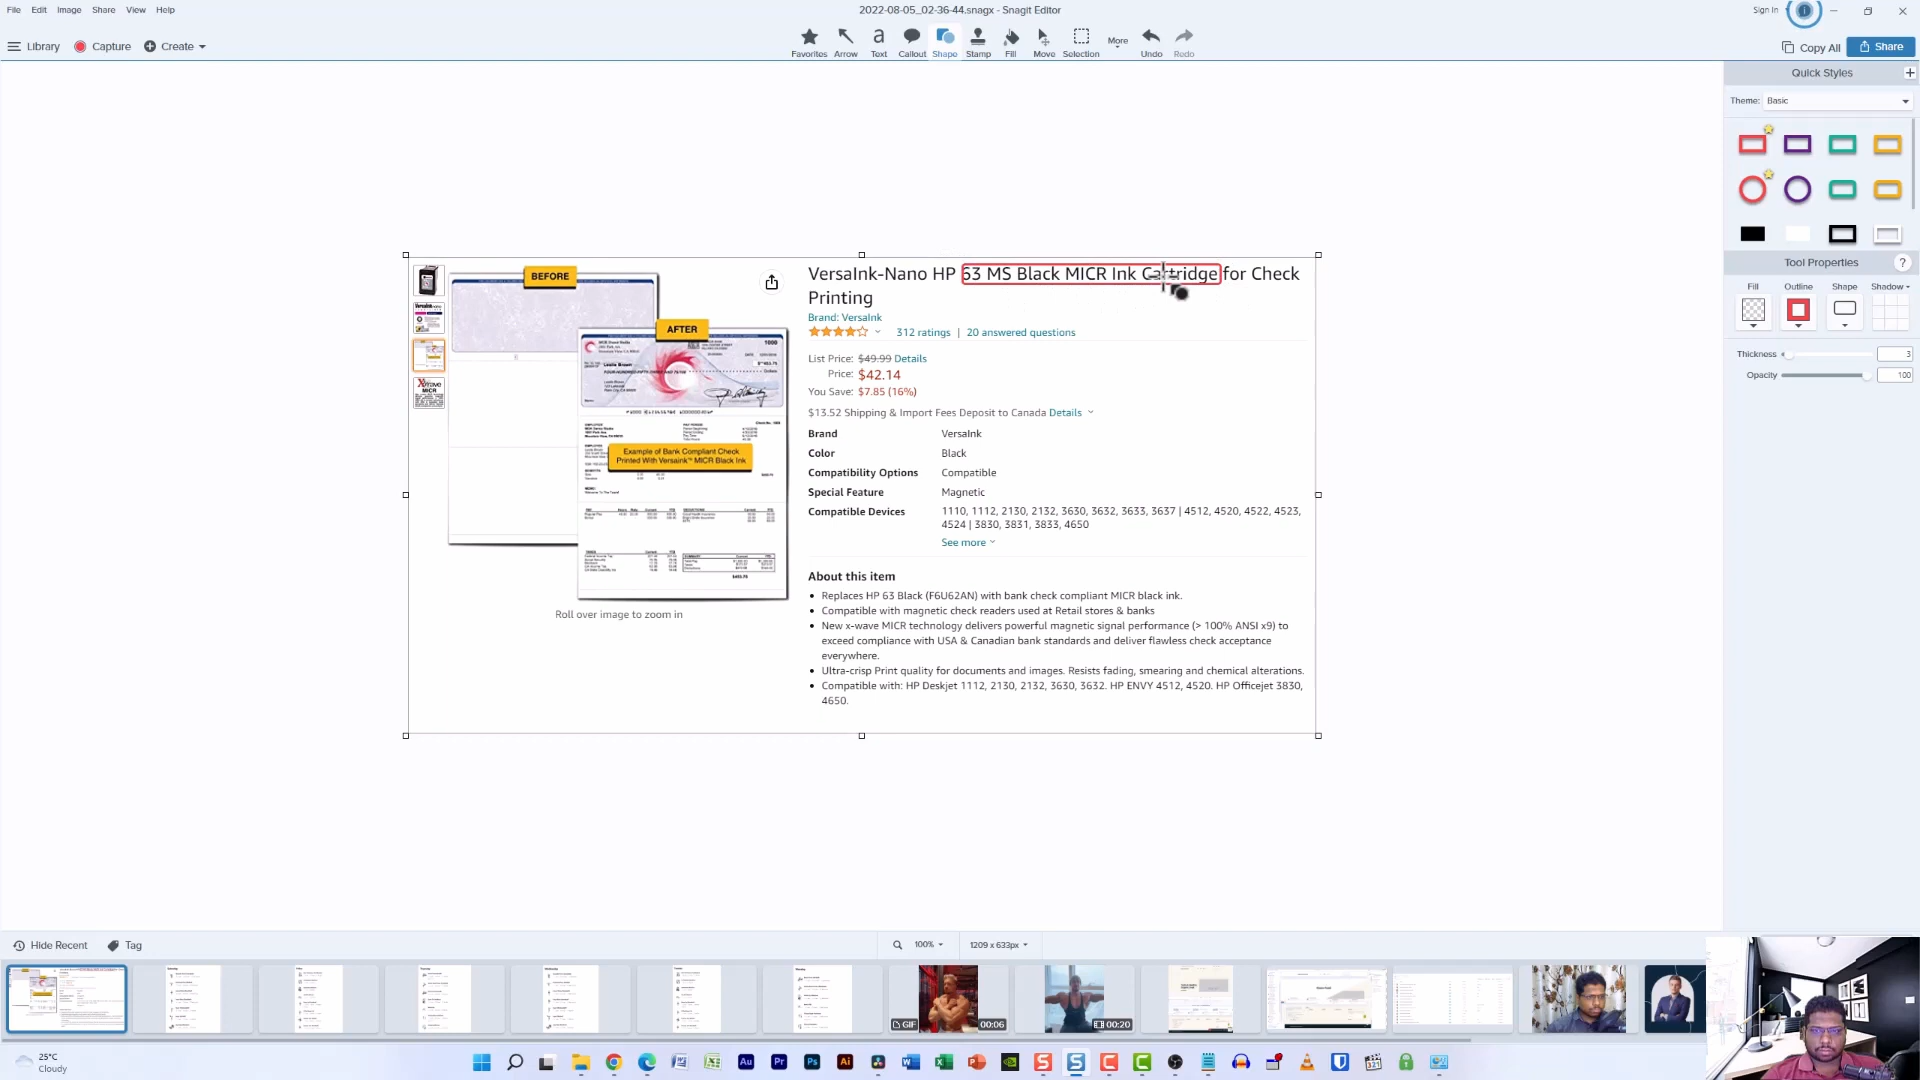 File Edit Image Share View Help
2022-08-05_02-36-44.snagx - Snagit Editor
Sign In
Library Capture Create
Favorites Arrow Text Callout Shape Stamp Fill Move Selection More Undo Redo
Copy All Share
Quick Styles
Theme: Basic
Tool Properties ?
Fill Outline Shape Shadow
Thickness 3
Opacity 100
BEFORE
AFTER
1000
Leslie Brown
Example of Bank Compliant Check
Printed With Versaink™ MICR Black Ink
Roll over image to zoom in
VersaInk-Nano HP 63 MS Black MICR Ink Cartridge for Check
Printing
Brand: VersaInk
312 ratings | 20 answered questions
List Price: $49.99 Details
Price: $42.14
You Save: $7.85 (16%)
$13.52 Shipping & Import Fees Deposit to Canada Details
Brand VersaInk
Color Black
Compatibility Options Compatible
Special Feature Magnetic
Compatible Devices 1110, 1112, 2130, 2132, 3630, 3632, 3633, 3637 | 4512, 4520, 4522, 4523,
4524 | 3830, 3831, 3833, 4650
See more
About this item
Replaces HP 63 Black (F6U62AN) with bank check compliant MICR black ink.
Compatible with magnetic check readers used at Retail stores & banks
New x-wave MICR technology delivers powerful magnetic signal performance (> 100% ANSI x9) to
exceed compliance with USA & Canadian bank standards and deliver flawless check acceptance
everywhere.
Ultra-crisp Print quality for documents and images. Resists fading, smearing and chemical alterations.
Compatible with: HP Deskjet 1112, 2130, 2132, 3630, 3632. HP ENVY 4512, 4520. HP Officejet 3830,
4650.
Hide Recent Tag
100% 1209 x 633px
GIF 00:06
00:20
25°C
Cloudy